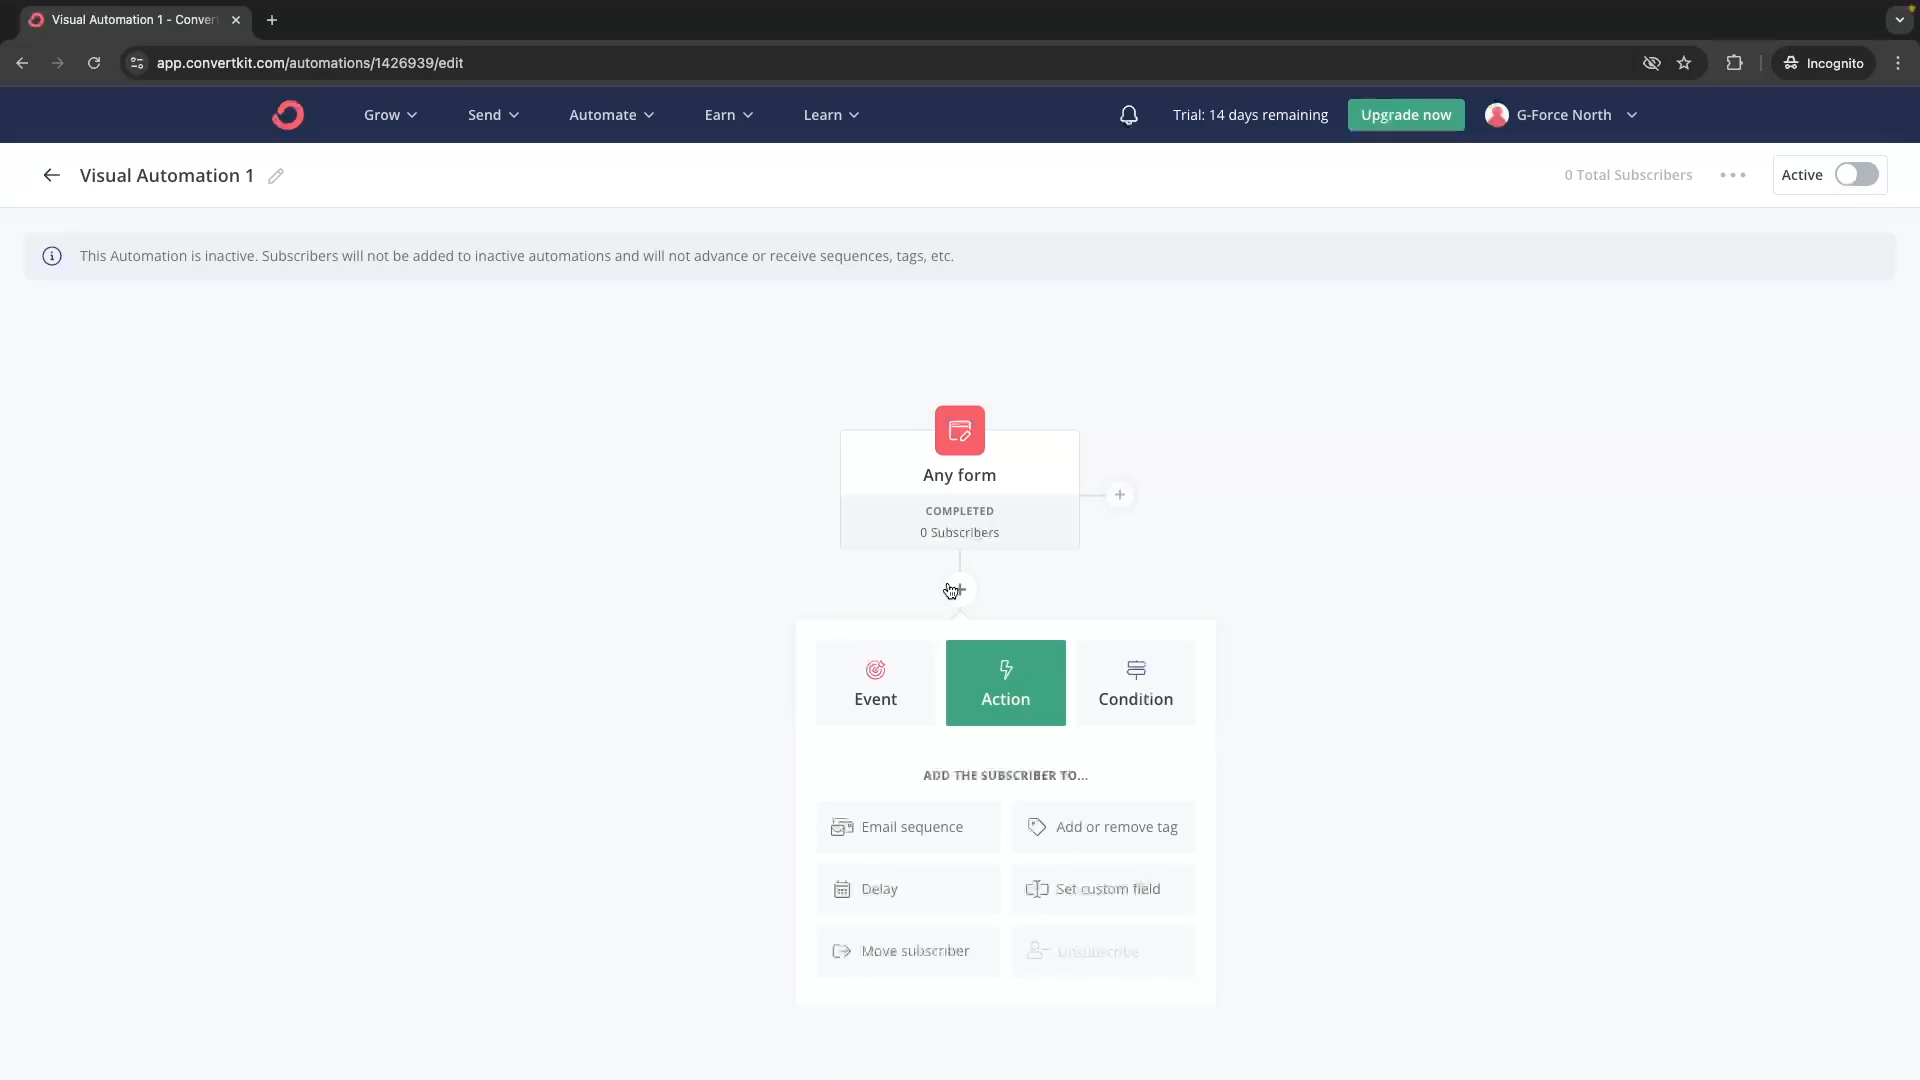 Visual Automation 1 - Conver
app.convertkit.com/automations/1426939/edit
Incognito
Grow
Send
Automate
Earn
Learn
Trial: 14 days remaining
Upgrade now
G-Force North
Visual Automation 1
0 Total Subscribers
Active
This Automation is inactive. Subscribers will not be added to inactive automations and will not advance or receive sequences, tags, etc.
Any form
COMPLETED
0 Subscribers
Event
Action
Condition
ADD THE SUBSCRIBER TO...
Email sequence
Add or remove tag
Delay
Set custom field
Move subscriber
Unsubscribe